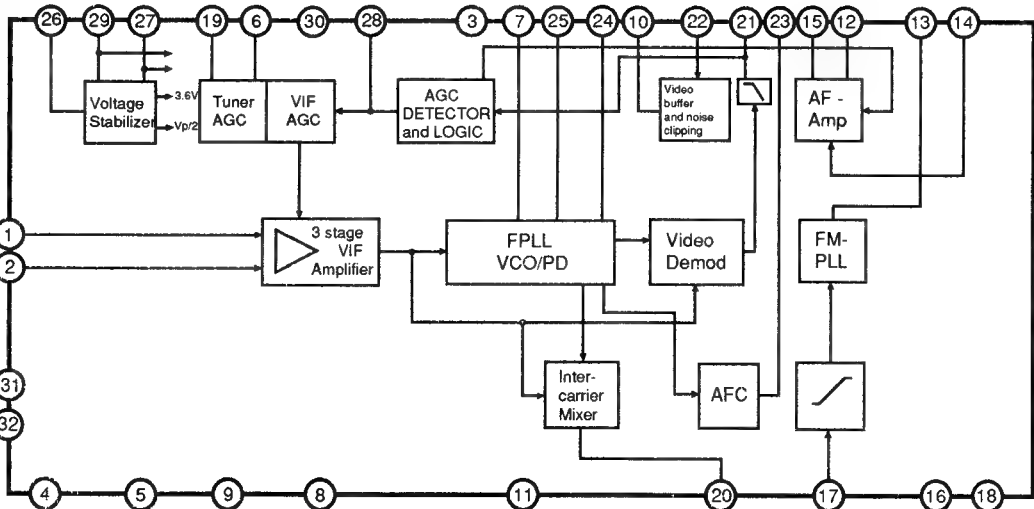 26 29 27 19 6 30 28 3 7 25 24 10 22 21 23 15 12 13 14
Voltage
Stabilizer
3.6V
Vp/2
Tuner
AGC
VIF
AGC
AGC
DETECTOR
and LOGIC
Video
buffer
and noise
clipping
AF -
Amp
1
2
3 stage
VIF
Amplifier
FPLL
VCO/PD
Video
Demod
FM-
PLL
31
32
Inter-
carrier
Mixer
AFC
4 5 9 8 11 20 17 16 18